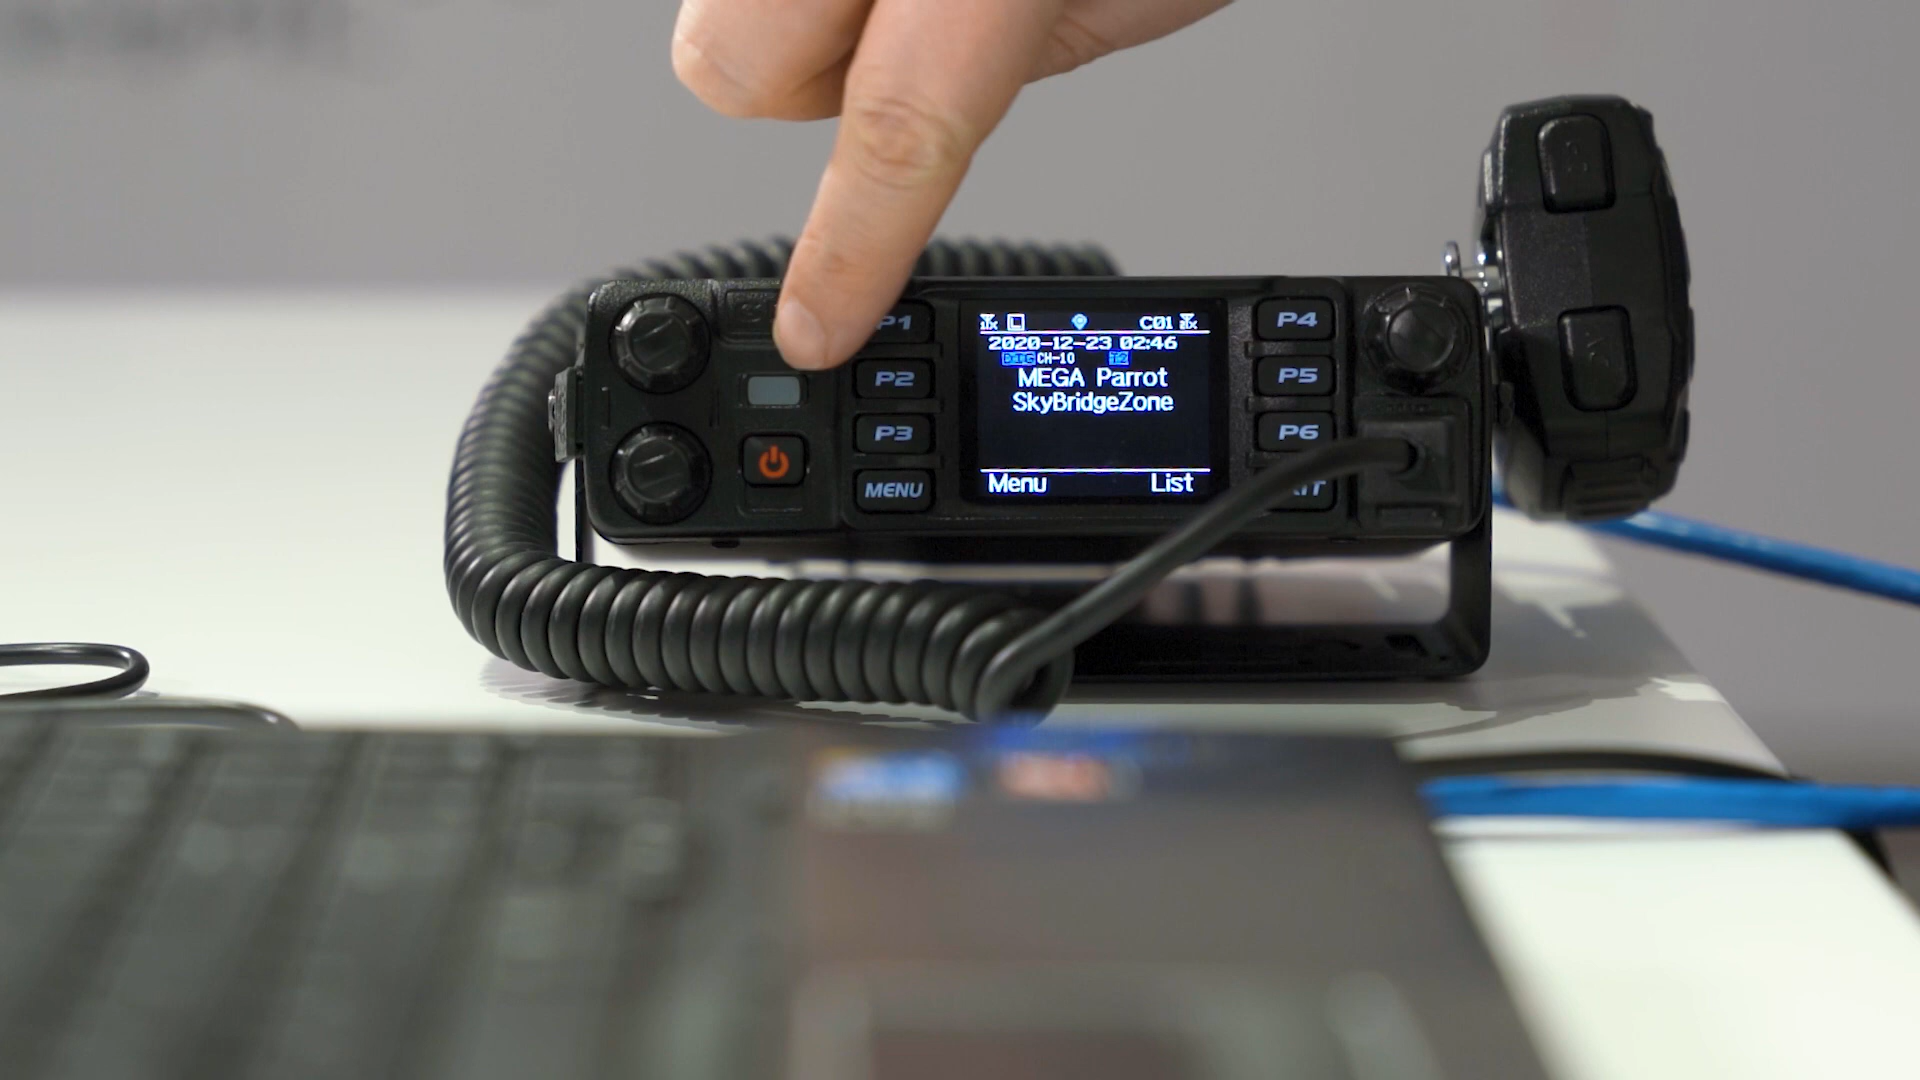 C01
2020-12-23 02:46
DIG CH-10 T2
MEGA Parrot
SkyBridgeZone
Menu List
P1
P2
P3
MENU
P4
P5
P6